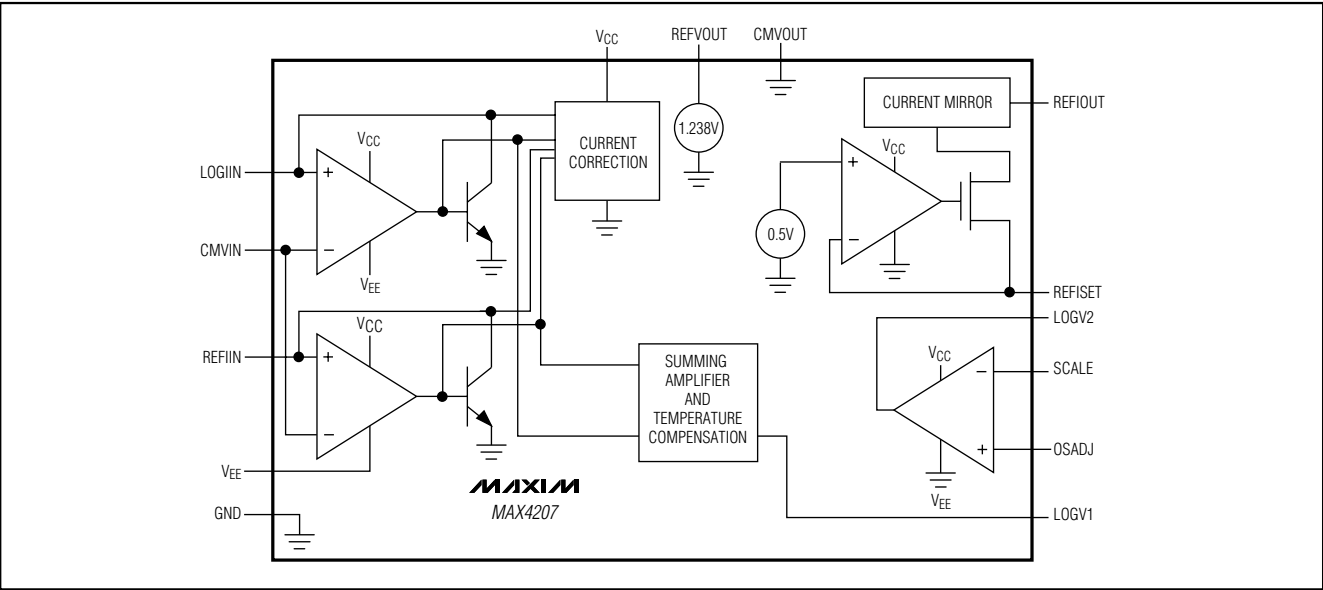 VCC
REFVOUT
CMVOUT
CURRENT MIRROR
REFIOUT
1.238V
CURRENT
CORRECTION
VCC
VCC
LOGIIN
+
+
0.5V
CMVIN
−
−
VEE
REFISET
LOGV2
VCC
REFIIN
+
SUMMING
AMPLIFIER
AND
TEMPERATURE
COMPENSATION
VCC
−
SCALE
−
+
OSADJ
VEE
MAXIM
MAX4207
VEE
GND
LOGV1